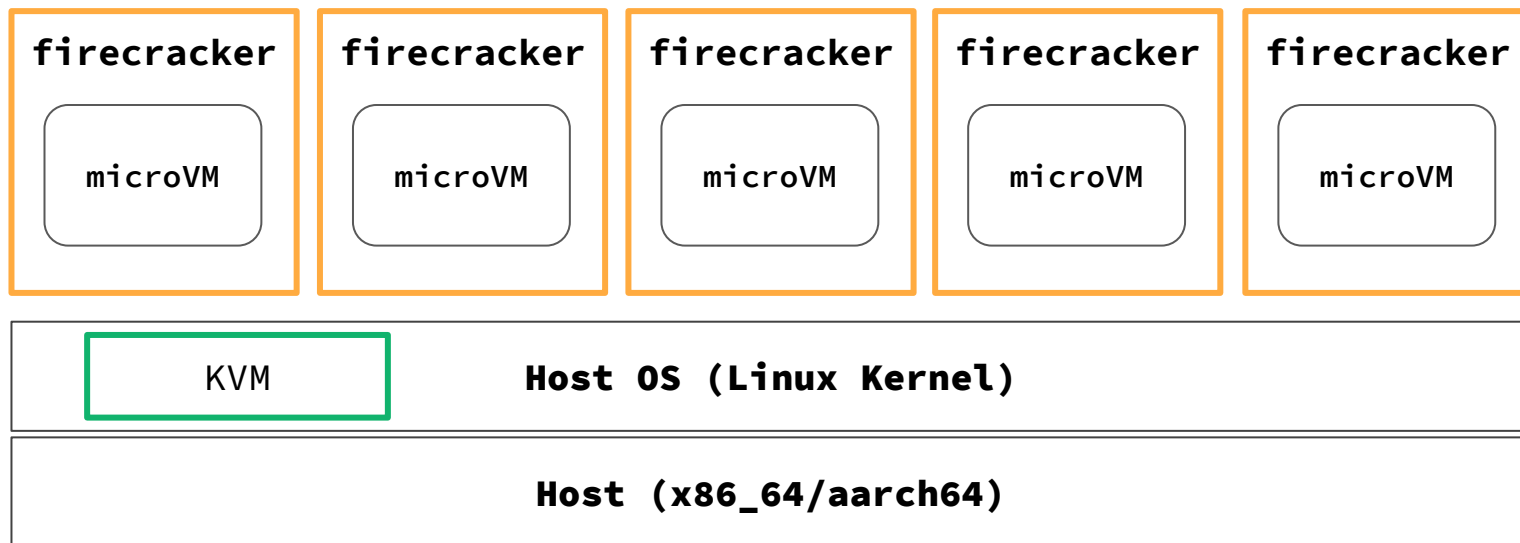 firecracker firecracker firecracker firecracker firecracker
microVM microVM microVM microVM microVM
KVM Host OS (Linux Kernel)
Host (x86_64/aarch64)